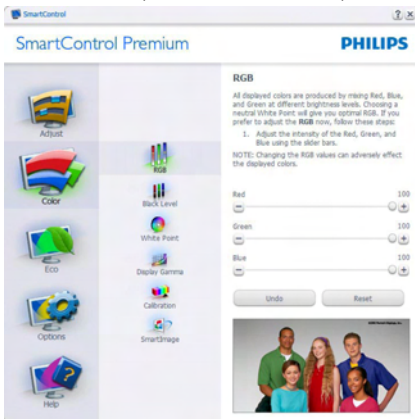 SmartControl
SmartControl Premium
PHILIPS
Adjust
Color
Eco
Options
Help
RGB
Black Level
White Point
Display Gamma
Calibration
SmartImage
RGB
All displayed colors are produced by mixing Red, Blue,
and Green at different brightness levels. Choosing a
neutral White Point will give you optimal RGB. If you
prefer to adjust the RGB now, follow these steps:
1. Adjust the intensity of the Red, Green, and
Blue using the slider bars.
NOTE: Changing the RGB values can adversely effect
the displayed colors.
Red 100
Green 100
Blue 100
Undo Reset